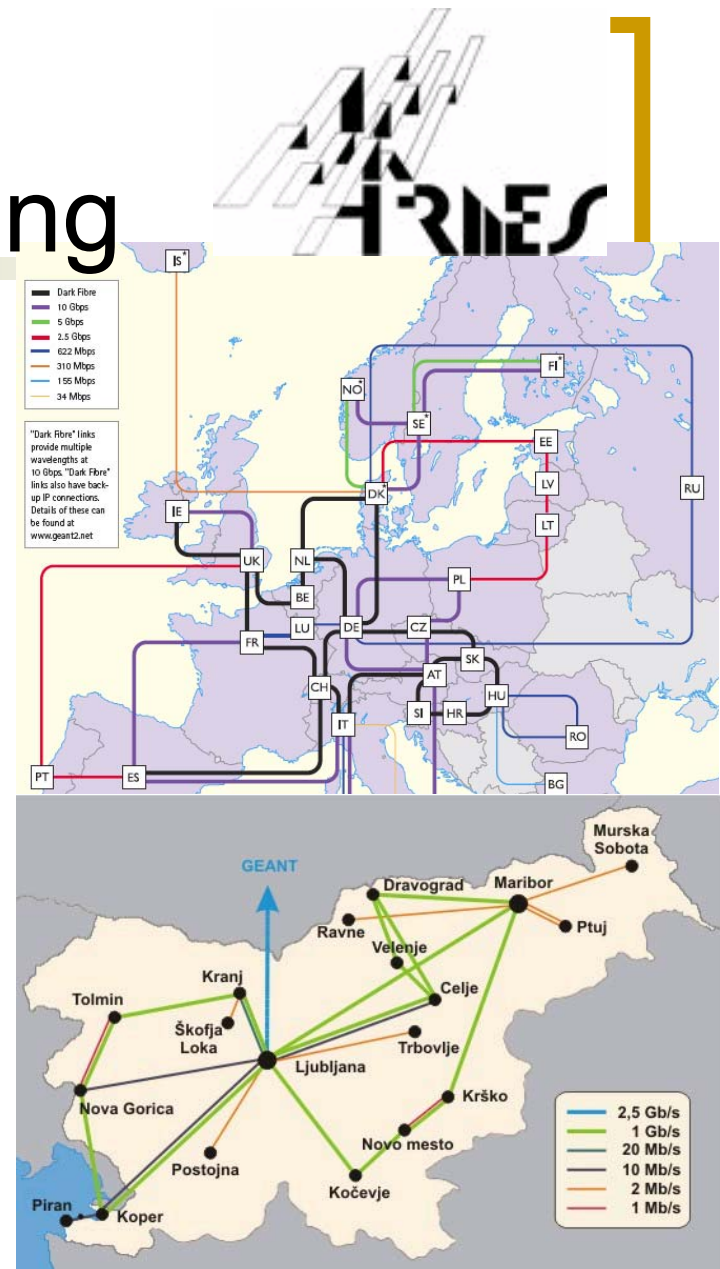 ARNES
ng
IS*
Dark Fibre
10 Gbps
5 Gbps
2.5 Gbps
622 Mbps
310 Mbps
155 Mbps
34 Mbps
"Dark Fibre" links
provide multiple
wavelengths at
10 Gbps. "Dark Fibre"
links also have back-
up IP connections.
Details of these can
be found at
www.geant2.net
NO*
FI*
SE*
EE
LV
DK*
RU
IE
LT
UK
NL
PL
BE
LU
DE
CZ
FR
SK
CH
AT
HU
IT
SI
HR
RO
PT
ES
BG
Murska
Sobota
GEANT
Dravograd
Maribor
Ravne
Ptuj
Velenje
Kranj
Celje
Tolmin
Škofja
Loka
Trbovlje
Ljubljana
Nova Gorica
Krško
Novo mesto
Postojna
Kočevje
Piran
Koper
2,5 Gb/s
1 Gb/s
20 Mb/s
10 Mb/s
2 Mb/s
1 Mb/s